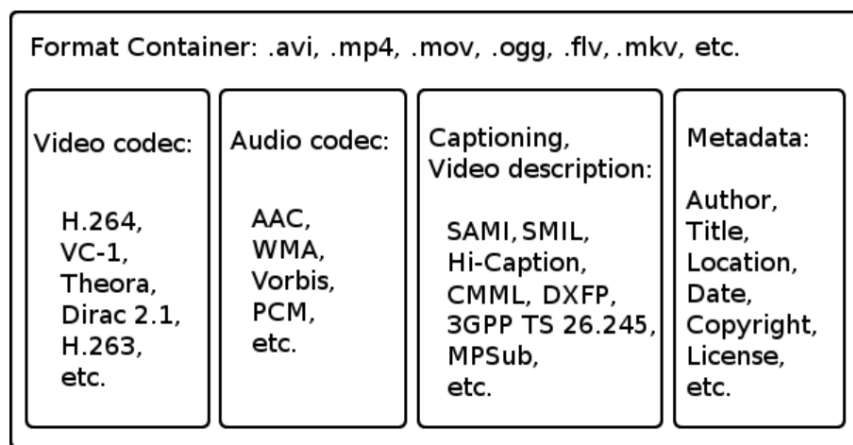 Format Container: .avi, .mp4, .mov, .ogg, .flv, .mkv, etc.
Video codec:
H.264,
VC-1,
Theora,
Dirac 2.1,
H.263,
etc.
Audio codec:
AAC,
WMA,
Vorbis,
PCM,
etc.
Captioning,
Video description:
SAMI, SMIL,
Hi-Caption,
CMML, DXFP,
3GPP TS 26.245,
MPSub,
etc.
Metadata:
Author,
Title,
Location,
Date,
Copyright,
License,
etc.